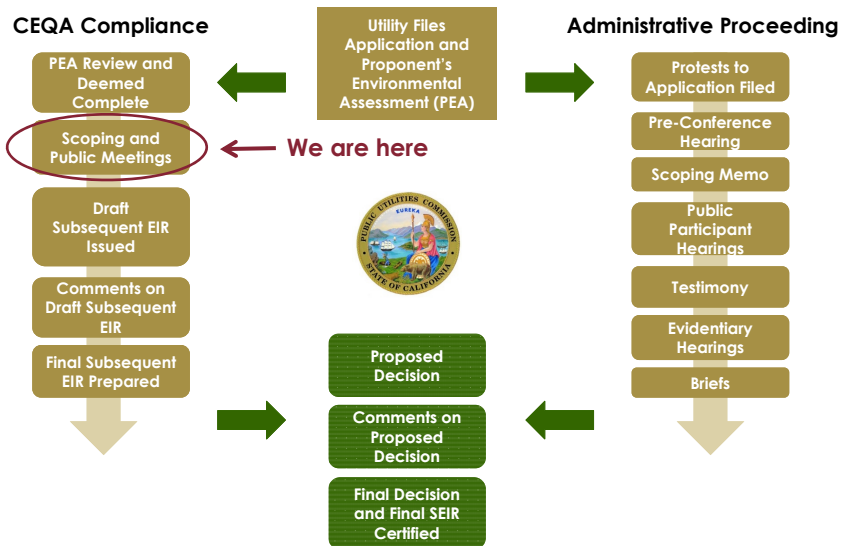 CEQA Compliance
PEA Review and
Deemed
Complete
Scoping and
Public Meetings
Draft
Subsequent EIR
Issued
Comments on
Draft Subsequent
EIR
Final Subsequent
EIR Prepared
Utility Files
Application and
Proponent’s
Environmental
Assessment (PEA)
We are here
PUBLIC UTILITIES COMMISSION
EUREKA
STATE OF CALIFORNIA
Proposed
Decision
Comments on
Proposed
Decision
Final Decision
and Final SEIR
Certified
Administrative Proceeding
Protests to
Application Filed
Pre-Conference
Hearing
Scoping Memo
Public
Participant
Hearings
Testimony
Evidentiary
Hearings
Briefs